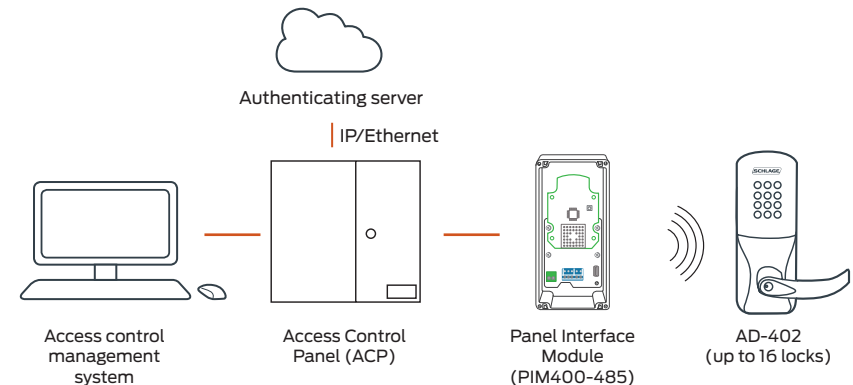 Authenticating server
IP/Ethernet
SCHLAGE
Access control
management
system
Access Control
Panel (ACP)
Panel Interface
Module
(PIM400-485)
AD-402
(up to 16 locks)